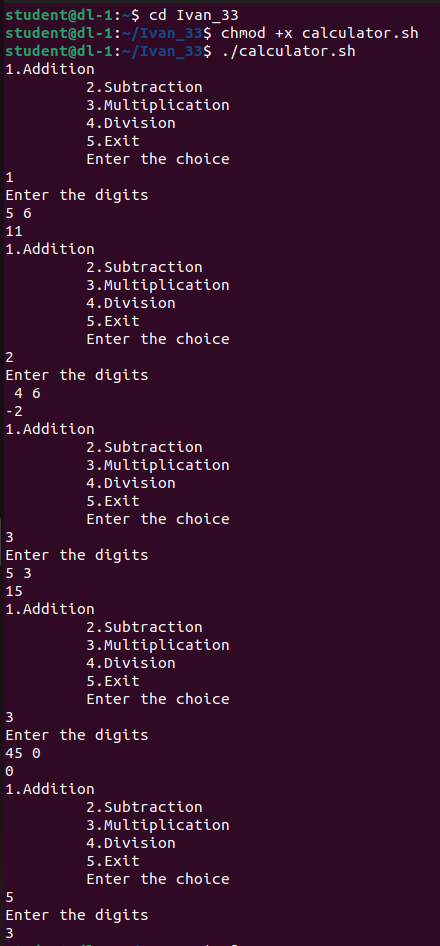 student@dl-1:~$ cd Ivan_33
student@dl-1:~/Ivan_33$ chmod +x calculator.sh
student@dl-1:~/Ivan_33$ ./calculator.sh
1.Addition
2.Subtraction
3.Multiplication
4.Division
5.Exit
Enter the choice
1
Enter the digits
5 6
11
1.Addition
2.Subtraction
3.Multiplication
4.Division
5.Exit
Enter the choice
2
Enter the digits
4 6
-2
1.Addition
2.Subtraction
3.Multiplication
4.Division
5.Exit
Enter the choice
3
Enter the digits
5 3
15
1.Addition
2.Subtraction
3.Multiplication
4.Division
5.Exit
Enter the choice
3
Enter the digits
45 0
0
1.Addition
2.Subtraction
3.Multiplication
4.Division
5.Exit
Enter the choice
5
Enter the digits
3